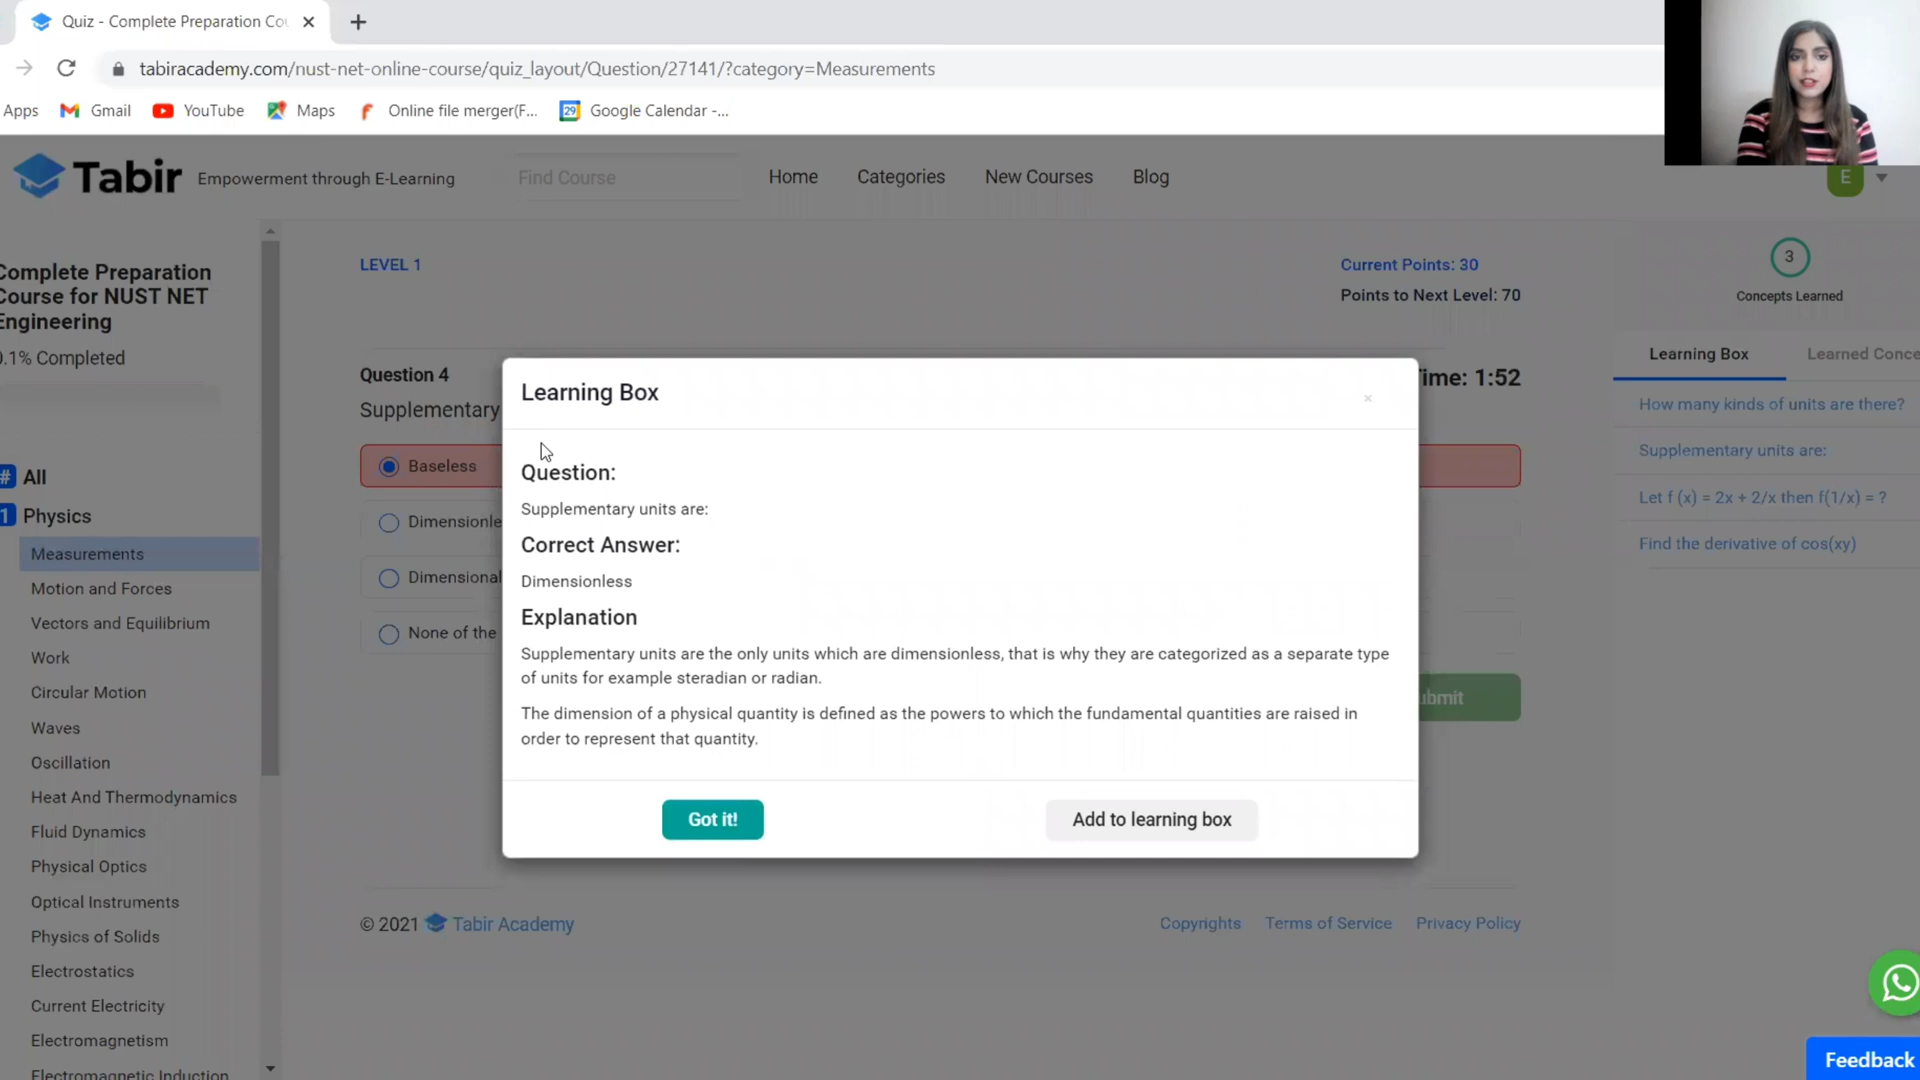 Quiz - Complete Preparation Cou
tabiracademy.com/nust-net-online-course/quiz_layout/Question/27141/?category=Measurements
Apps Gmail YouTube Maps Online file merger(F... Google Calendar -...
Tabir Empowerment through E-Learning Find Course Home Categories New Courses Blog E
Complete Preparation
Course for NUST NET
Engineering
0.1% Completed
# All
1 Physics
Measurements
Motion and Forces
Vectors and Equilibrium
Work
Circular Motion
Waves
Oscillation
Heat And Thermodynamics
Fluid Dynamics
Physical Optics
Optical Instruments
Physics of Solids
Electrostatics
Current Electricity
Electromagnetism
Electromagnetic Induction
LEVEL 1
Current Points: 30
Points to Next Level: 70
Question 4
Time: 1:52
Supplementary
Baseless
Dimensionle
Dimensional
None of the
ubmit
Learning Box
Question:
Supplementary units are:
Correct Answer:
Dimensionless
Explanation
Supplementary units are the only units which are dimensionless, that is why they are categorized as a separate type
of units for example steradian or radian.
The dimension of a physical quantity is defined as the powers to which the fundamental quantities are raised in
order to represent that quantity.
Got it!
Add to learning box
3
Concepts Learned
Learning Box Learned Conce
How many kinds of units are there?
Supplementary units are:
Let f (x) = 2x + 2/x then f(1/x) = ?
Find the derivative of cos(xy)
© 2021 Tabir Academy
Copyrights Terms of Service Privacy Policy
Feedback